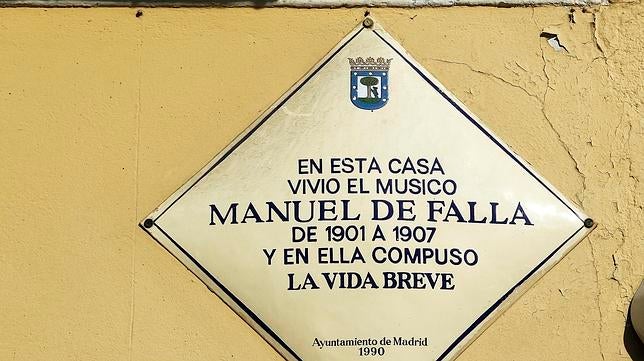 EN ESTA CASA
VIVIO EL MUSICO
MANUEL DE FALLA
DE 1901 A 1907
Y EN ELLA COMPUSO
LA VIDA BREVE
Ayuntamiento de Madrid
1990